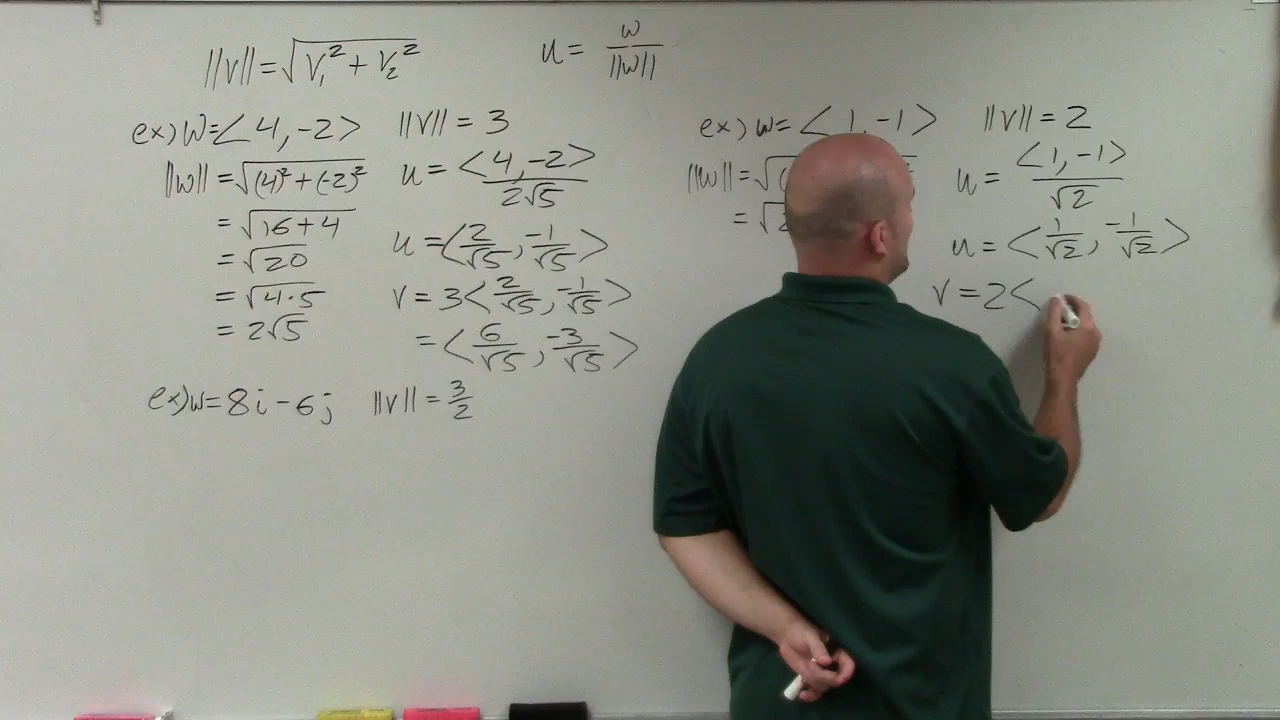 ||v|| = √(v₁² + v₂²)
u = w/||w||
ex) w = <4, -2>
||v|| = 3
||w|| = √((4)² + (-2)²)
= √(16 + 4)
= √20
= √(4·5)
= 2√5
u = <4, -2>/(2√5)
u = <2/√5, -1/√5>
v = 3<2/√5, -1/√5>
= <6/√5, -3/√5>
ex) w = 8i - 6j
||v|| = 3/2
ex) w = <1, -1>
||v|| = 2
||w|| = √(
= √2
u = <1, -1>/√2
u = <1/√2, -1/√2>
v = 2<